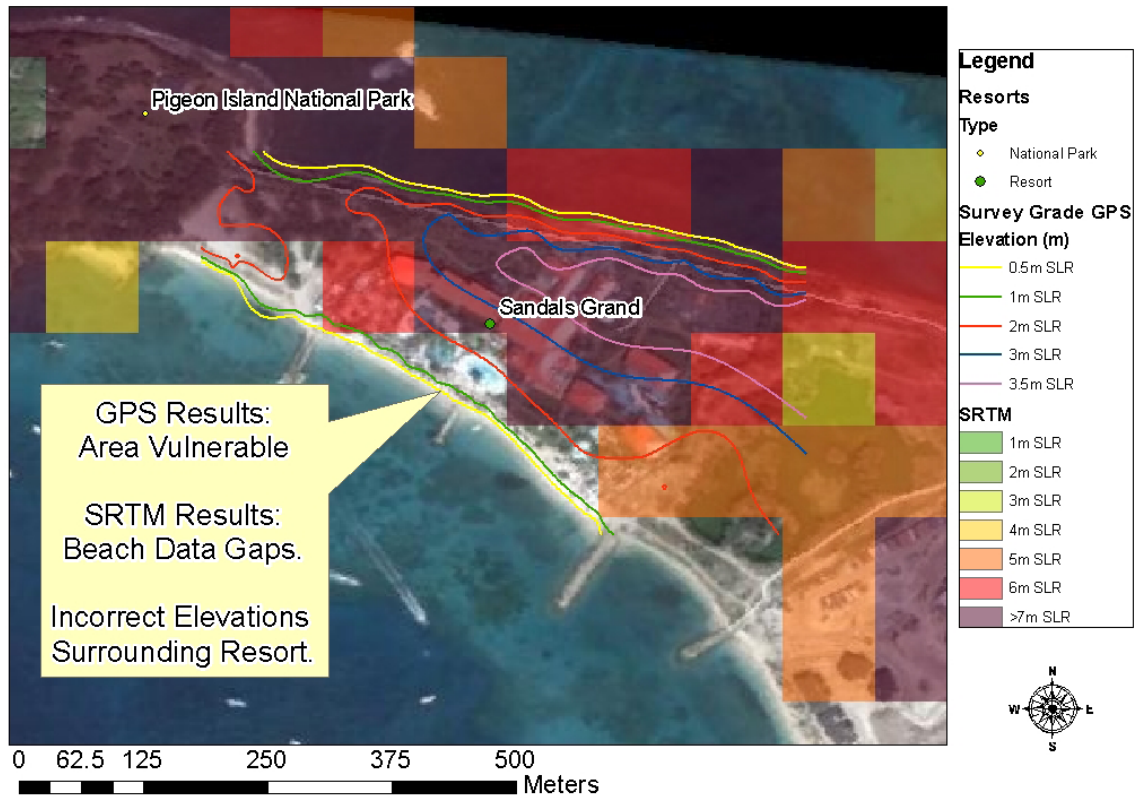 Pigeon Island National Park
Sandals Grand
GPS Results:
Area Vulnerable
SRTM Results:
Beach Data Gaps.
Incorrect Elevations
Surrounding Resort.
0 62.5 125 250 375 500
Meters
Legend
Resorts
Type
National Park
Resort
Survey Grade GPS
Elevation (m)
0.5m SLR
1m SLR
2m SLR
3m SLR
3.5m SLR
SRTM
1m SLR
2m SLR
3m SLR
4m SLR
5m SLR
6m SLR
>7m SLR
N
W E
S